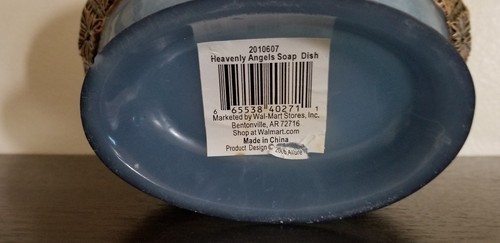 2010607
Heavenly Angels Soap Dish
6 65538 40271 1
Marketed by Wal-Mart Stores, Inc.
Bentonville, AR 72716
Shop at Walmart.com
Made in China
Product Design ©